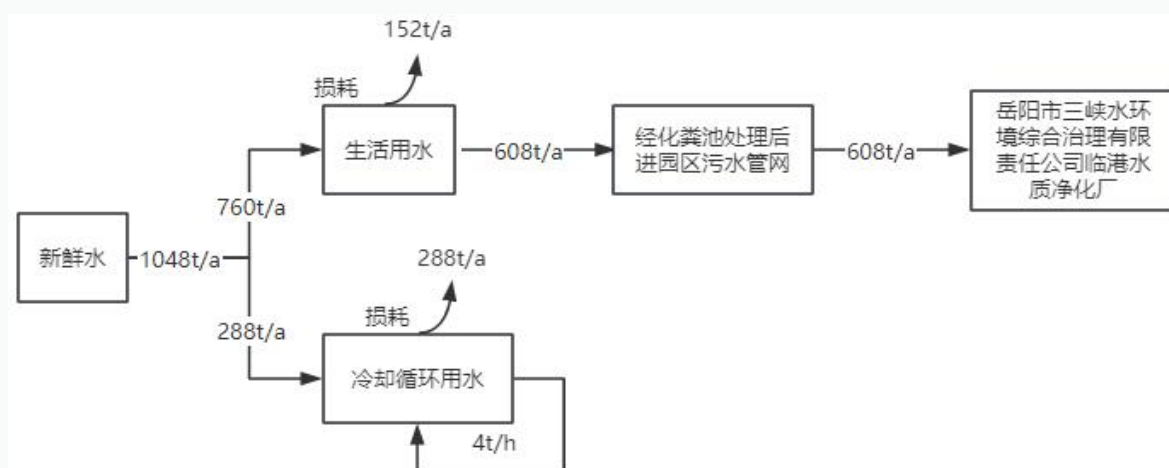 152t/a
损耗
生活用水
608t/a
经化粪池处理后
进园区污水管网
608t/a
岳阳市三峡水环
境综合治理有限
责任公司临港水
质净化厂
760t/a
新鲜水
1048t/a
288t/a
288t/a
损耗
冷却循环用水
4t/h